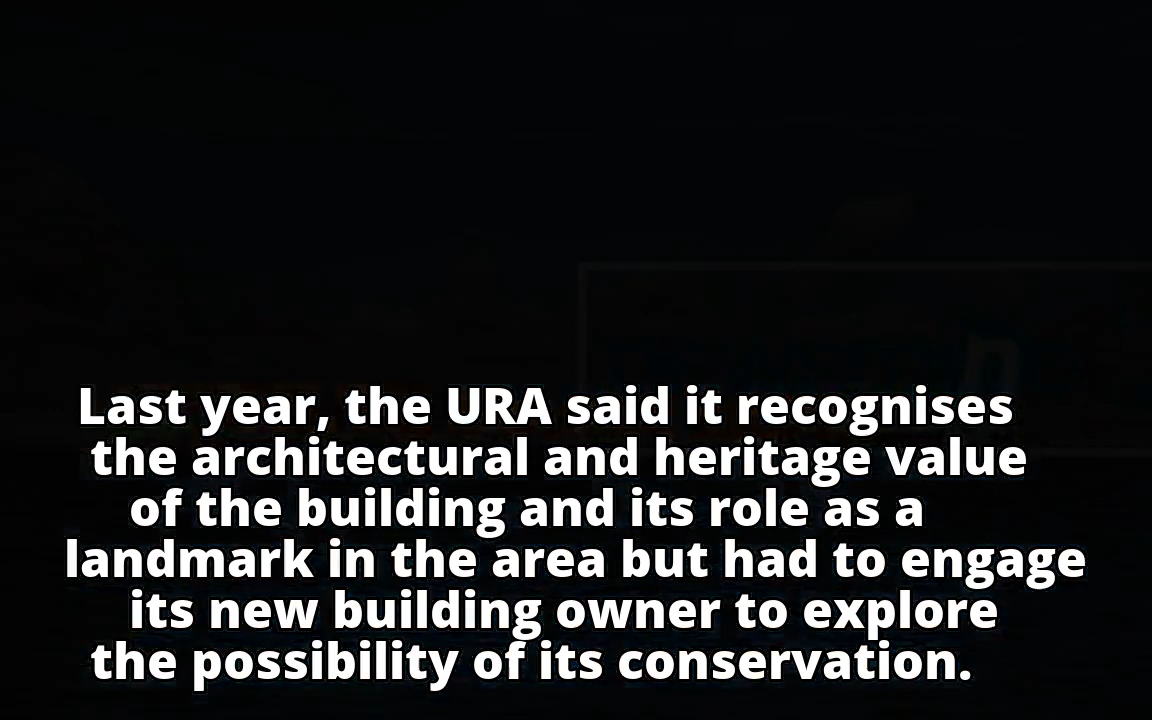 Last year, the URA said it recognises
the architectural and heritage value
of the building and its role as a
landmark in the area but had to engage
its new building owner to explore
the possibility of its conservation.